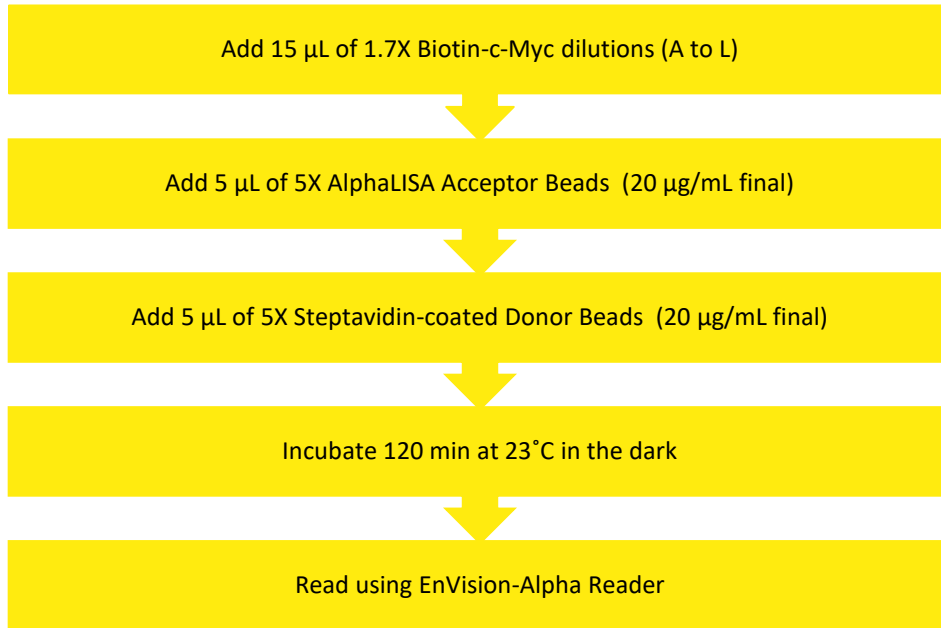 Add 15 µL of 1.7X Biotin-c-Myc dilutions (A to L)
Add 5 µL of 5X AlphaLISA Acceptor Beads  (20 µg/mL final)
Add 5 µL of 5X Steptavidin-coated Donor Beads  (20 µg/mL final)
Incubate 120 min at 23˚C in the dark
Read using EnVision-Alpha Reader